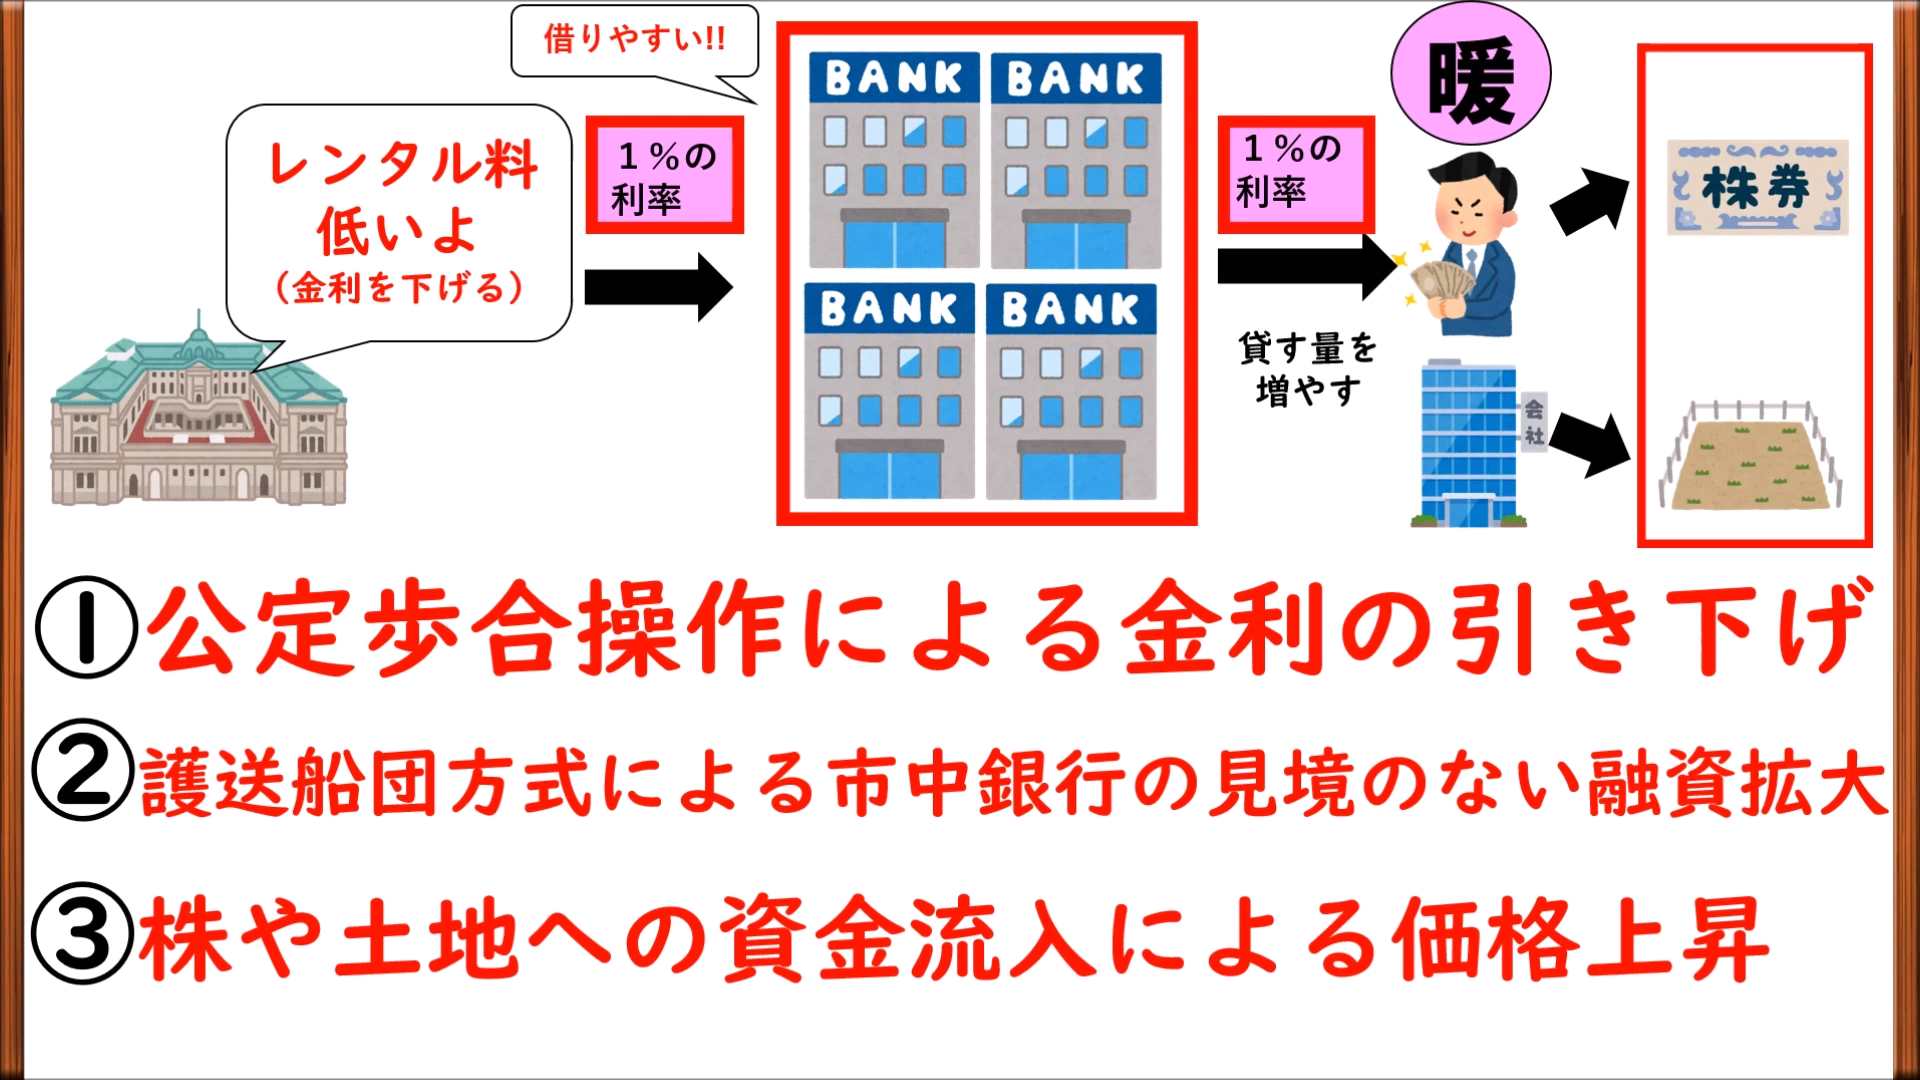 借りやすい!!
レンタル料
低いよ
（金利を下げる）
１％の
利率
BANK
BANK
BANK
BANK
１％の
利率
貸す量を
増やす
暖
会
社
株券
①公定歩合操作による金利の引き下げ
②護送船団方式による市中銀行の見境のない融資拡大
③株や土地への資金流入による価格上昇